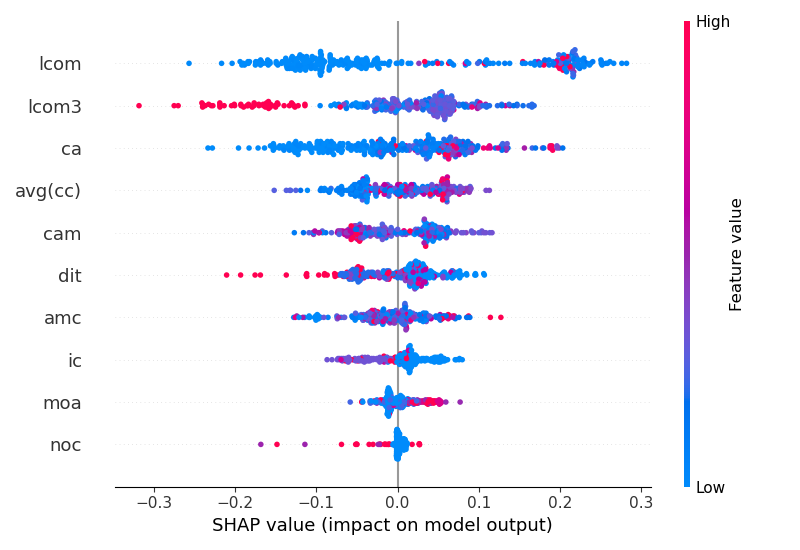 High
lcom
lcom3
ca
avg(cc)
cam
dit
amc
ic
moa
noc
Feature value
Low
−0.3 −0.2 −0.1 0.0 0.1 0.2 0.3
SHAP value (impact on model output)